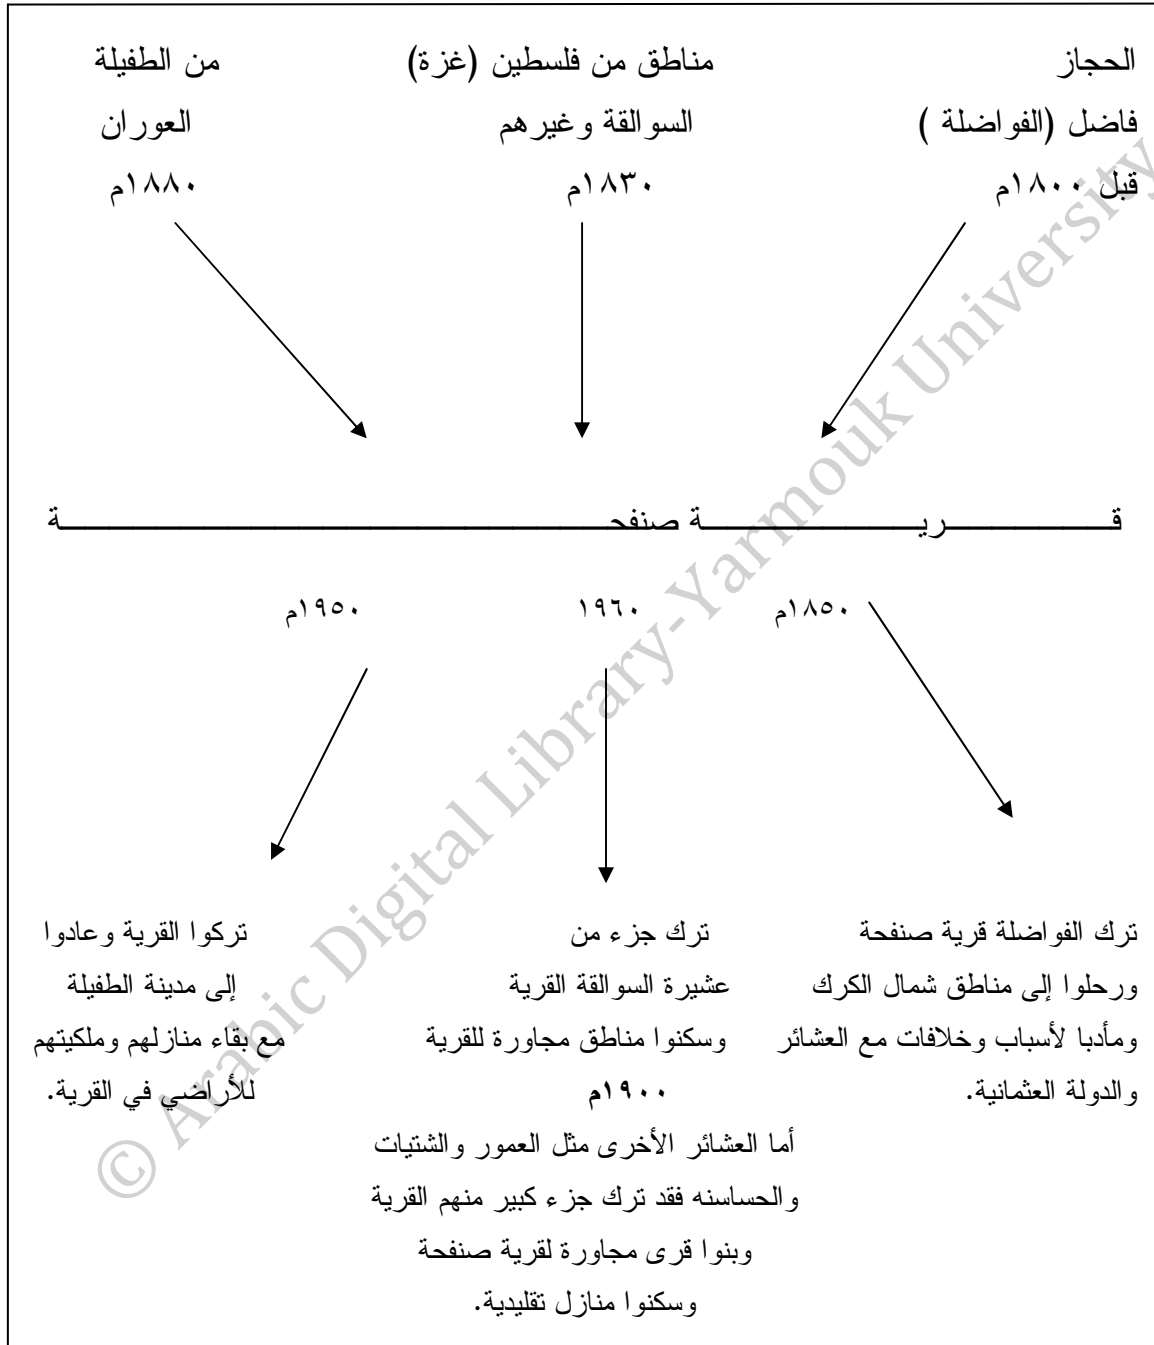 الحجاز
فاضل (الفواضلة )
قبل ١٨٠٠م
مناطق من فلسطين (غزة)
السوالقة وغيرهم
١٨٣٠م
من الطفيلة
العوران
١٨٨٠م
قـــــــــريـــــــــــة صنفحـــــــــــــــــــــــــة
١٨٥٠م
١٩٦٠
١٩٥٠م
ترك الفواضلة قرية صنفحة
ورحلوا إلى مناطق شمال الكرك
ومأدبا لأسباب وخلافات مع العشائر
والدولة العثمانية.
ترك جزء من
عشيرة السوالقة القرية
وسكنوا مناطق مجاورة للقرية
١٩٠٠م
أما العشائر الأخرى مثل العمور والشتيات
والحساسنه فقد ترك جزء كبير منهم القرية
وبنوا قرى مجاورة لقرية صنفحة
وسكنوا منازل تقليدية.
تركوا القرية وعادوا
إلى مدينة الطفيلة
مع بقاء منازلهم وملكيتهم
للأراضي في القرية.
© Arabic Digital Library-Yarmouk University